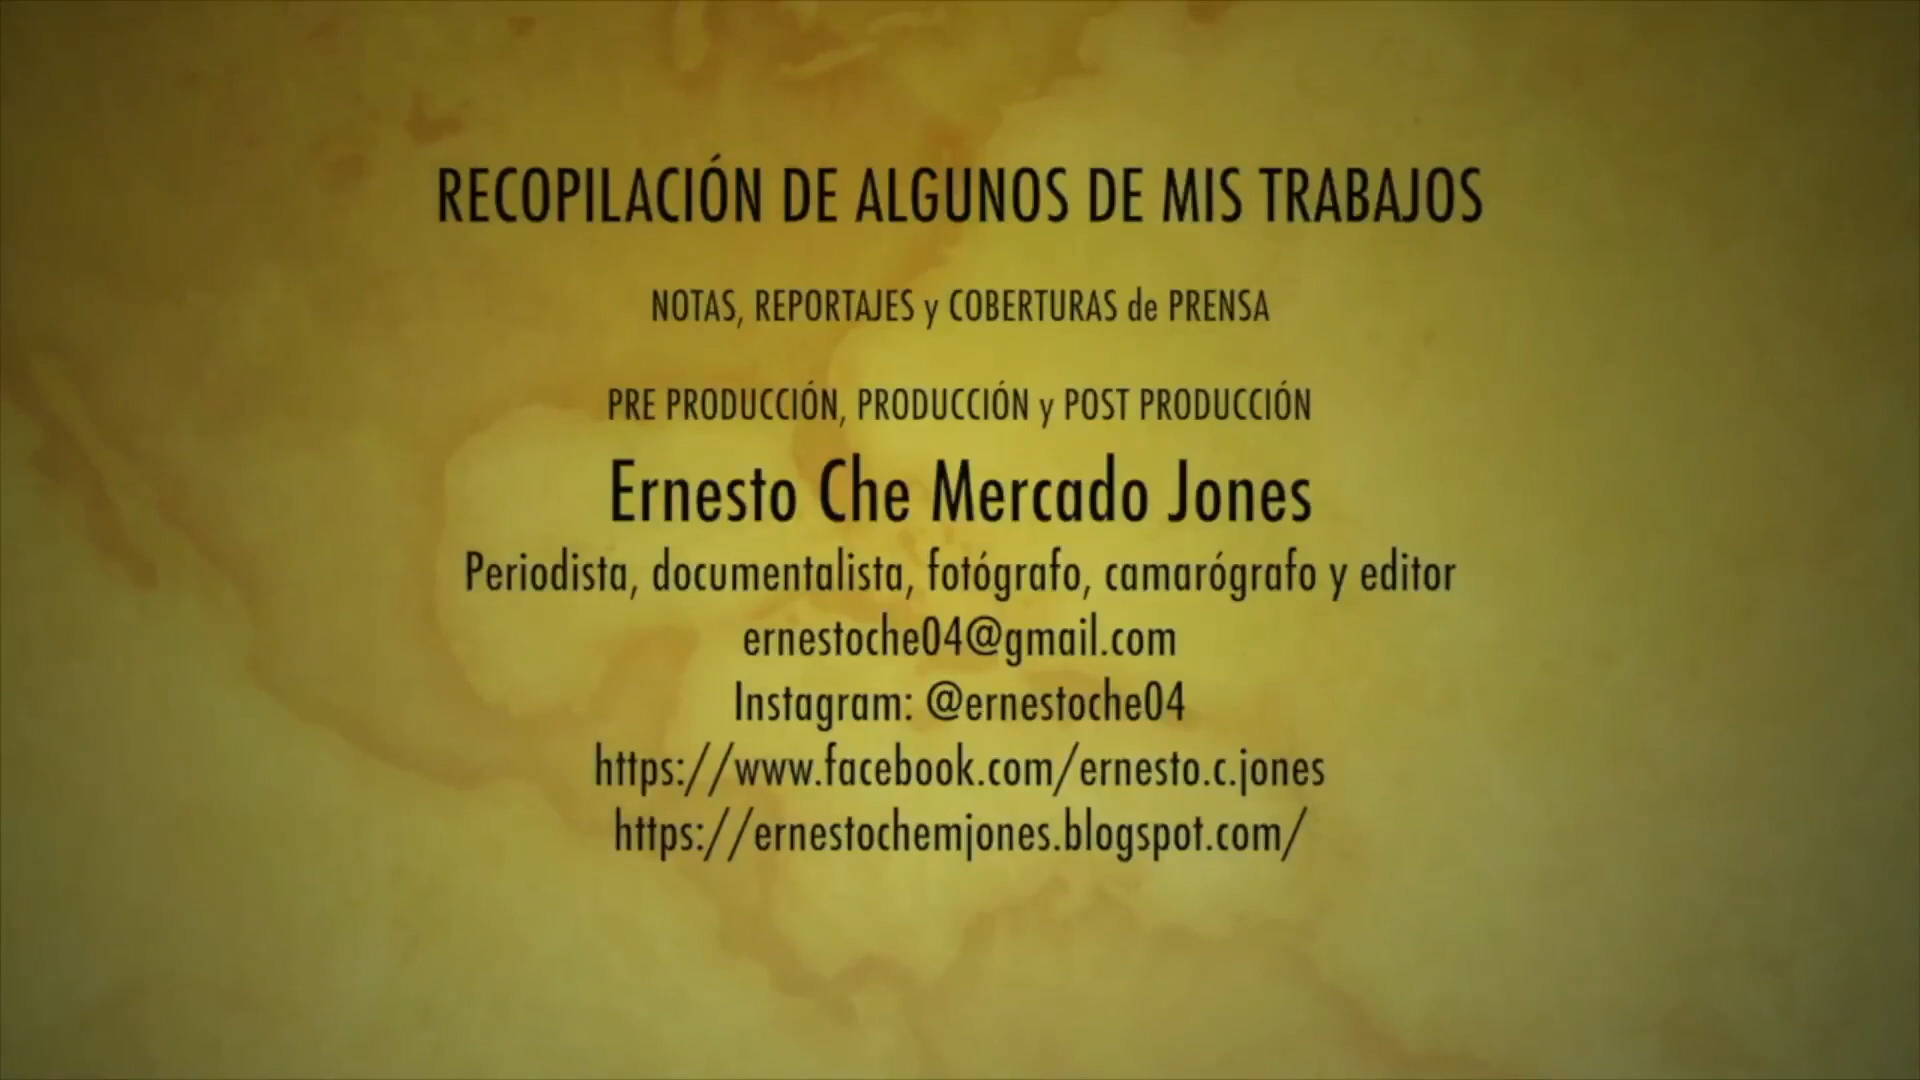 RECOPILACIÓN DE ALGUNOS DE MIS TRABAJOS
NOTAS, REPORTAJES y COBERTURAS de PRENSA
PRE PRODUCCIÓN, PRODUCCIÓN y POST PRODUCCIÓN
Ernesto Che Mercado Jones
Periodista, documentalista, fotógrafo, camarógrafo y editor
ernestoche04@gmail.com
Instagram: @ernestoche04
https://www.facebook.com/ernesto.c.jones
https://ernestochemjones.blogspot.com/